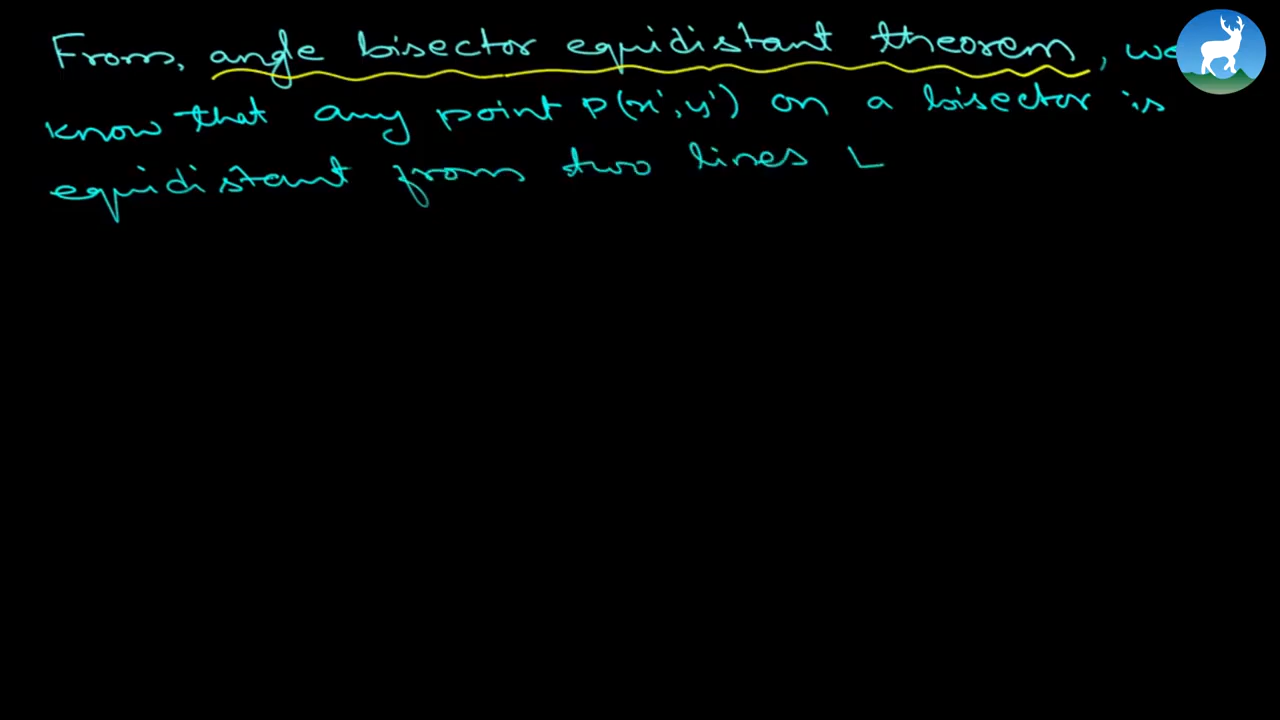 From, angle bisector equidistant theorem, we
know that any point P(x', y') on a bisector is
equidistant from two lines L